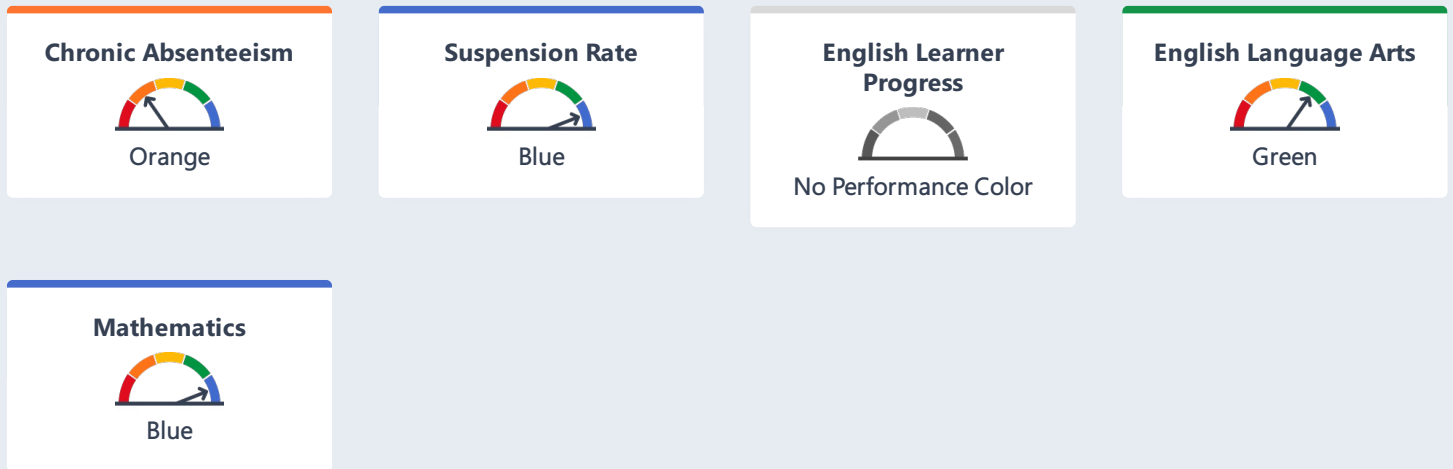 Chronic Absenteeism
Orange
Suspension Rate
Blue
English Learner
Progress
No Performance Color
English Language Arts
Green
Mathematics
Blue